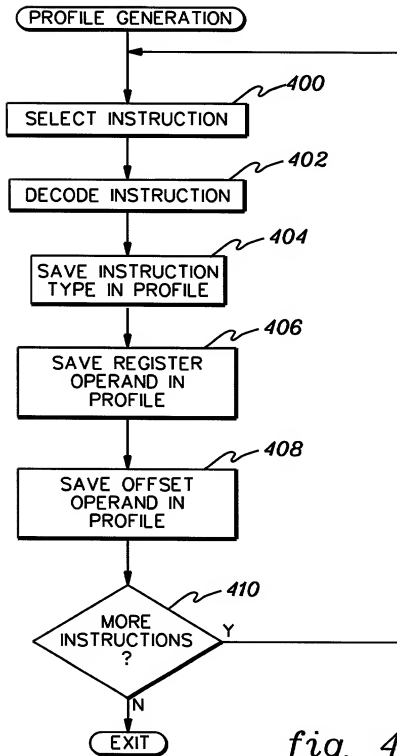 PROFILE GENERATION
400
SELECT INSTRUCTION
402
DECODE INSTRUCTION
404
SAVE INSTRUCTION
TYPE IN PROFILE
406
SAVE REGISTER
OPERAND IN
PROFILE
408
SAVE OFFSET
OPERAND IN
PROFILE
410
MORE
INSTRUCTIONS
?
Y
N
EXIT
fig. 4